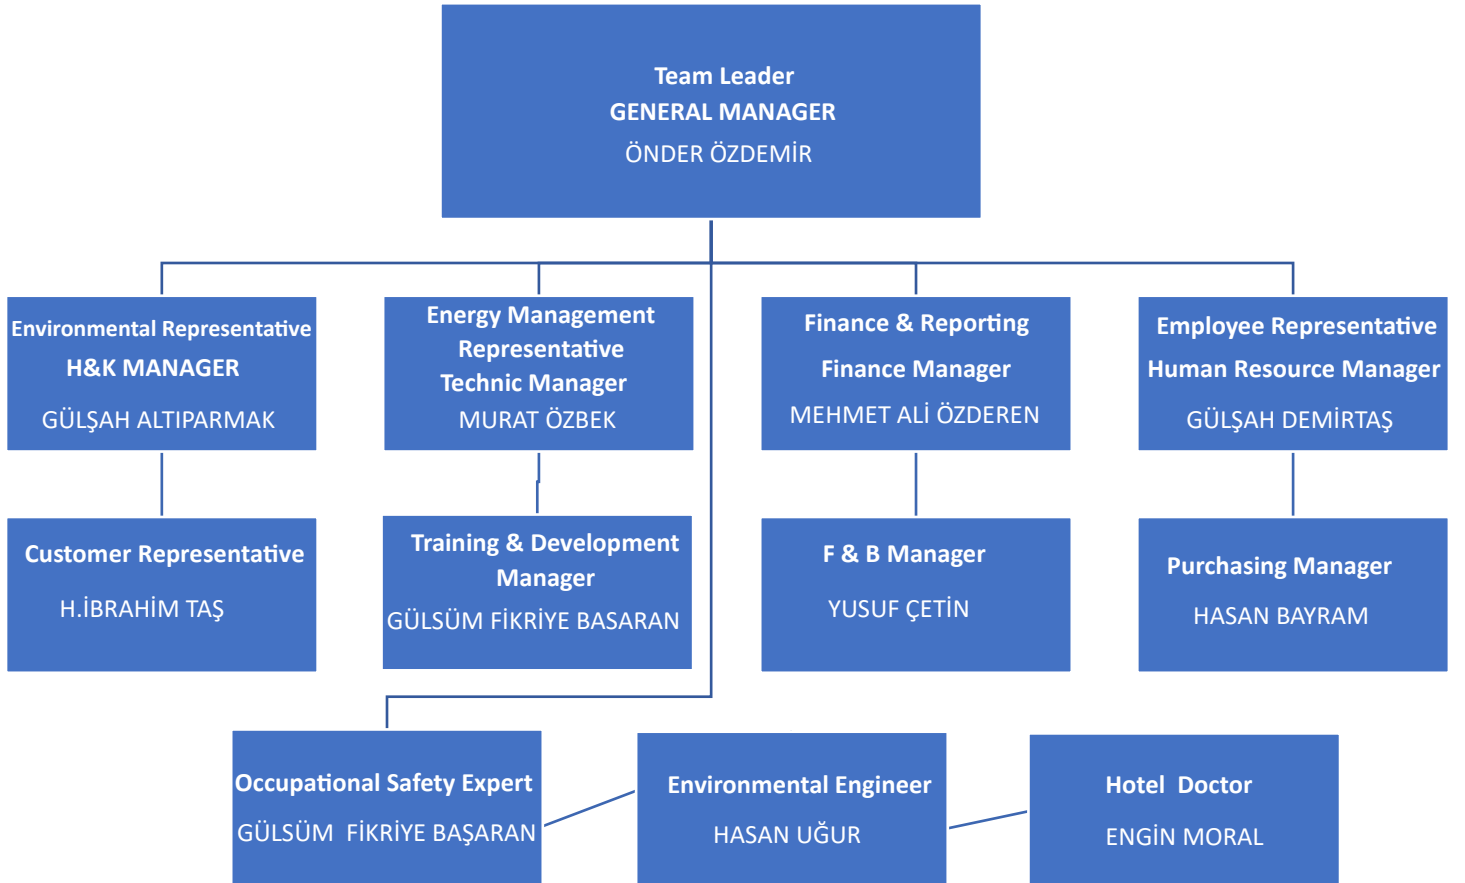 Team Leader
GENERAL MANAGER
ÖNDER ÖZDEMİR
Environmental Representative
H&K MANAGER
GÜLŞAH ALTIPARMAK
Energy Management
Representative
Technic Manager
MURAT ÖZBEK
Finance & Reporting
Finance Manager
MEHMET ALİ ÖZDEREN
Employee Representative
Human Resource Manager
GÜLŞAH DEMİRTAŞ
Customer Representative
H.İBRAHİM TAŞ
Training & Development
Manager
GÜLSÜM FİKRİYE BASARAN
F & B Manager
YUSUF ÇETİN
Purchasing Manager
HASAN BAYRAM
Occupational Safety Expert
GÜLSÜM  FİKRİYE BAŞARAN
Environmental Engineer
HASAN UĞUR
Hotel  Doctor
ENGİN MORAL